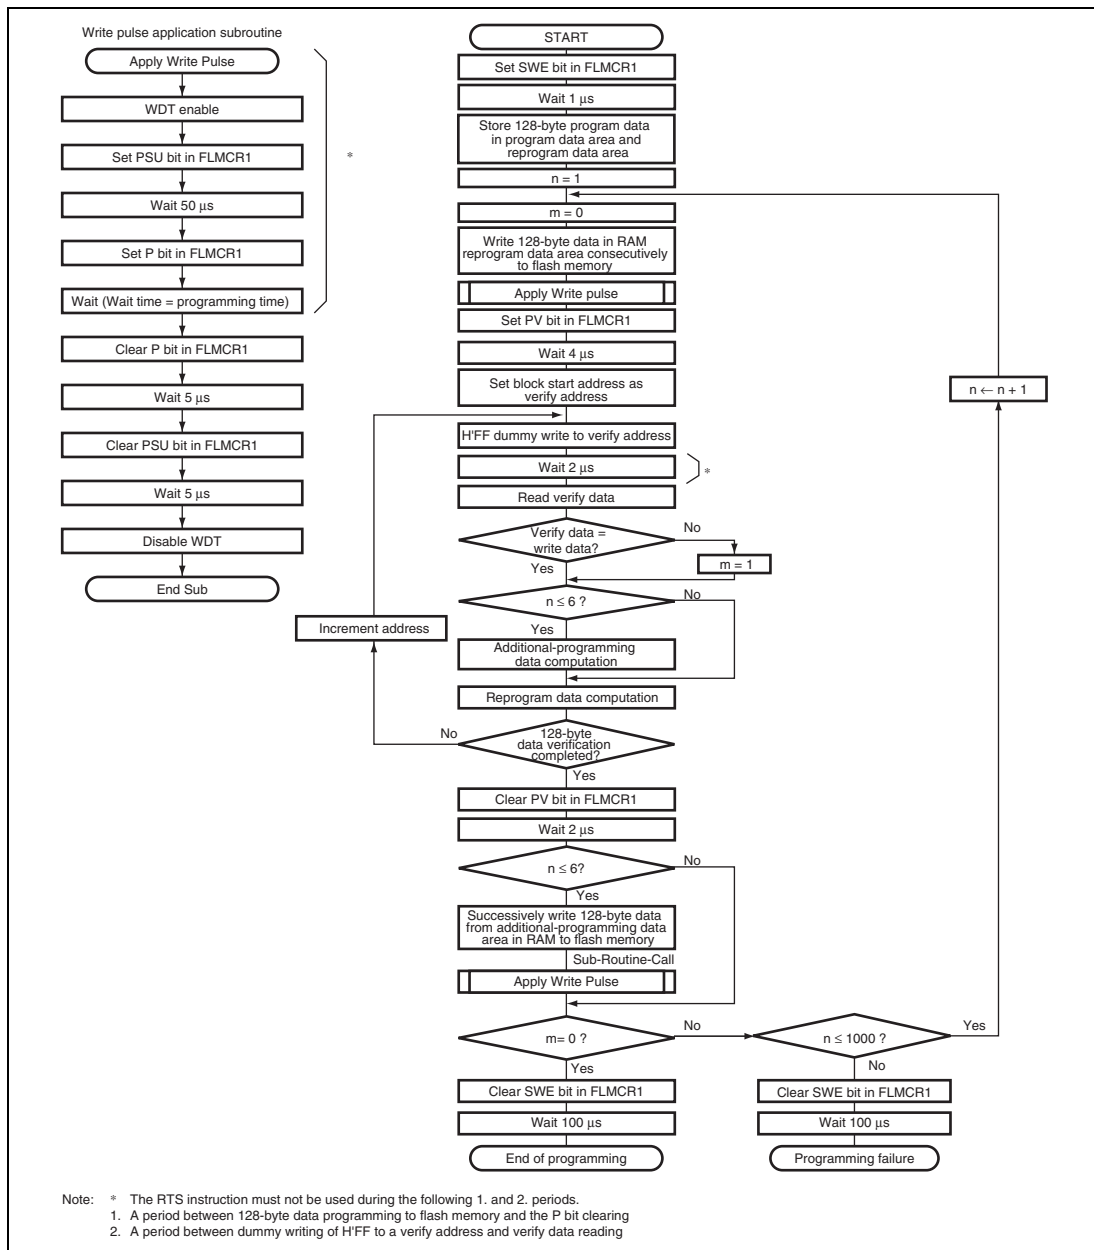 Write pulse application subroutine
Apply Write Pulse
WDT enable
Set PSU bit in FLMCR1
Wait 50 μs
Set P bit in FLMCR1
Wait (Wait time = programming time)
*
Clear P bit in FLMCR1
Wait 5 μs
Clear PSU bit in FLMCR1
Wait 5 μs
Disable WDT
End Sub
START
Set SWE bit in FLMCR1
Wait 1 μs
Store 128-byte program data
in program data area and
reprogram data area
n = 1
m = 0
Write 128-byte data in RAM
reprogram data area consecutively
to flash memory
Apply Write pulse
Set PV bit in FLMCR1
Wait 4 μs
Set block start address as
verify address
n ← n + 1
H'FF dummy write to verify address
Wait 2 μs
*
Read verify data
Verify data =
write data?
No
m = 1
Yes
n ≤ 6 ?
No
Yes
Increment address
Additional-programming
data computation
Reprogram data computation
128-byte
data verification
completed?
No
Yes
Clear PV bit in FLMCR1
Wait 2 μs
n ≤ 6?
No
Yes
Successively write 128-byte data
from additional-programming data
area in RAM to flash memory
Sub-Routine-Call
Apply Write Pulse
m= 0 ?
No
n ≤ 1000 ?
Yes
Yes
No
Clear SWE bit in FLMCR1
Clear SWE bit in FLMCR1
Wait 100 μs
Wait 100 μs
End of programming
Programming failure
Note: * The RTS instruction must not be used during the following 1. and 2. periods.
1. A period between 128-byte data programming to flash memory and the P bit clearing
2. A period between dummy writing of H'FF to a verify address and verify data reading